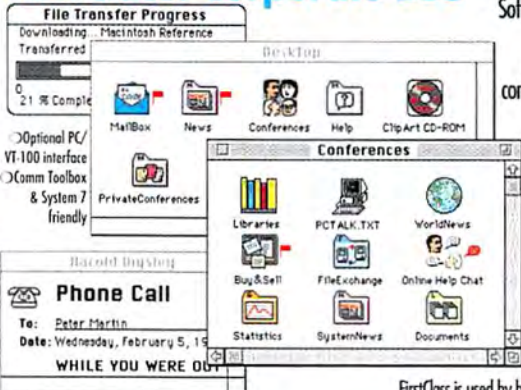 Sof
File Transfer Progress
Downloading... Macintosh Reference
Transferred
0
21 % Comple
DeskTop
con
MailBox
News
Conferences
Help
ClipArt CD-ROM
PrivateConferences
Optional PC/
VT-100 interface
Comm Toolbox
& System 7
friendly
Conferences
Libraries
PCTALK.TXT
WorldNews
Buy&Sell
FileExchange
Online Help Chat
Statistics
SystemNews
Documents
Phone Call
To: Peter Martin
Date: Wednesday, February 5, 19
WHILE YOU WERE OUT
FirstClass is used by b